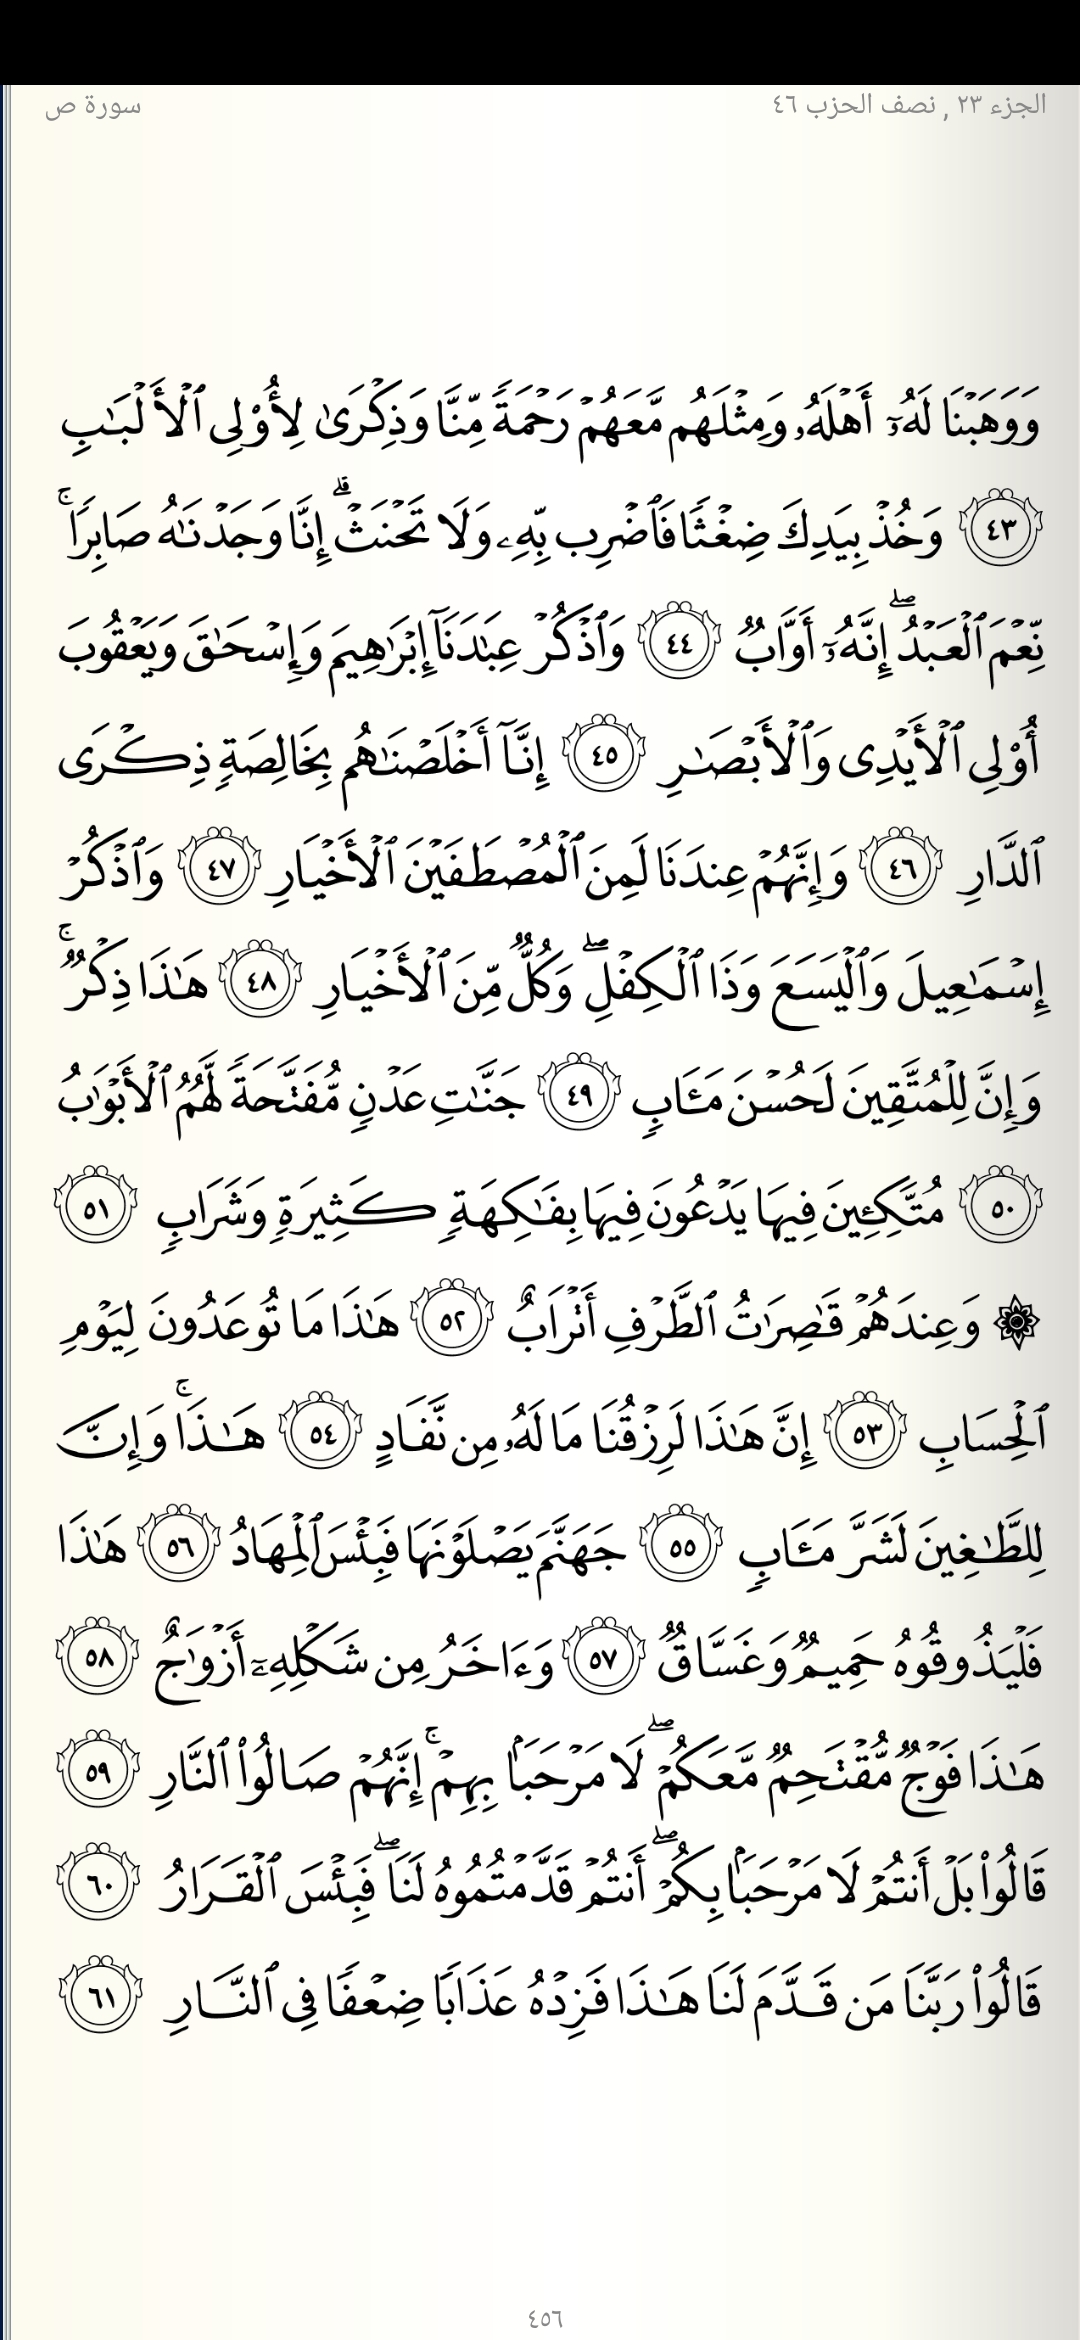 الجزء ٢٣ , نصف الحزب ٤٦
سورة ص
وَوَهَبۡنَا لَهُۥٓ أَهۡلَهُۥ وَمِثۡلَهُم مَّعَهُمۡ رَحۡمَةٗ مِّنَّا وَذِكۡرَىٰ لِأُوْلِي ٱلۡأَلۡبَٰبِ
٤٣ وَخُذۡ بِيَدِكَ ضِغۡثٗا فَٱضۡرِب بِّهِۦ وَلَا تَحۡنَثۡۗ إِنَّا وَجَدۡنَٰهُ صَابِرٗاۚ
نِّعۡمَ ٱلۡعَبۡدُۖ إِنَّهُۥٓ أَوَّابٞ ٤٤ وَٱذۡكُرۡ عِبَٰدَنَآ إِبۡرَٰهِيمَ وَإِسۡحَٰقَ وَيَعۡقُوبَ
أُوْلِي ٱلۡأَيۡدِي وَٱلۡأَبۡصَٰرِ ٤٥ إِنَّآ أَخۡلَصۡنَٰهُم بِخَالِصَةٖ ذِكۡرَى
ٱلدَّارِ ٤٦ وَإِنَّهُمۡ عِندَنَا لَمِنَ ٱلۡمُصۡطَفَيۡنَ ٱلۡأَخۡيَارِ ٤٧ وَٱذۡكُرۡ
إِسۡمَٰعِيلَ وَٱلۡيَسَعَ وَذَا ٱلۡكِفۡلِۖ وَكُلّٞ مِّنَ ٱلۡأَخۡيَارِ ٤٨ هَٰذَا ذِكۡرٞۚ
وَإِنَّ لِلۡمُتَّقِينَ لَحُسۡنَ مَـَٔابٖ ٤٩ جَنَّٰتِ عَدۡنٖ مُّفَتَّحَةٗ لَّهُمُ ٱلۡأَبۡوَٰبُ
٥٠ مُتَّكِـِٔينَ فِيهَا يَدۡعُونَ فِيهَا بِفَٰكِهَةٖ كَثِيرَةٖ وَشَرَابٖ ٥١
۞ وَعِندَهُمۡ قَٰصِرَٰتُ ٱلطَّرۡفِ أَتۡرَابٌ ٥٢ هَٰذَا مَا تُوعَدُونَ لِيَوۡمِ
ٱلۡحِسَابِ ٥٣ إِنَّ هَٰذَا لَرِزۡقُنَا مَا لَهُۥ مِن نَّفَادٍ ٥٤ هَٰذَاۚ وَإِنَّ
لِلطَّٰغِينَ لَشَرَّ مَـَٔابٖ ٥٥ جَهَنَّمَ يَصۡلَوۡنَهَا فَبِئۡسَ ٱلۡمِهَادُ ٥٦ هَٰذَا
فَلۡيَذُوقُوهُ حَمِيمٞ وَغَسَّاقٞ ٥٧ وَءَاخَرُ مِن شَكۡلِهِۦٓ أَزۡوَٰجٌ ٥٨
هَٰذَا فَوۡجٞ مُّقۡتَحِمٞ مَّعَكُمۡۖ لَا مَرۡحَبَۢا بِهِمۡۚ إِنَّهُمۡ صَالُواْ ٱلنَّارِ ٥٩
قَالُواْ بَلۡ أَنتُمۡ لَا مَرۡحَبَۢا بِكُمۡۖ أَنتُمۡ قَدَّمۡتُمُوهُ لَنَاۖ فَبِئۡسَ ٱلۡقَرَارُ ٦٠
قَالُواْ رَبَّنَا مَن قَدَّمَ لَنَا هَٰذَا فَزِدۡهُ عَذَابٗا ضِعۡفٗا فِي ٱلنَّارِ ٦١
٤٥٦